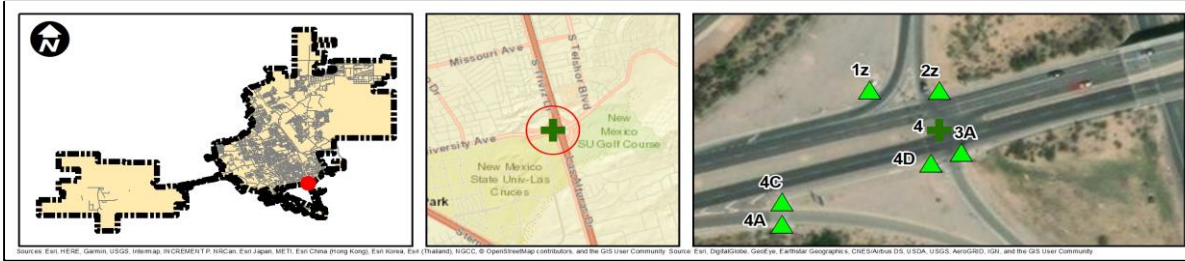 N
Missouri Ave
S Triviz Dr
S Telshor Blvd
University Ave
New
Mexico
SU Golf Course
New Mexico
State Univ-Las
Cruces
Park
1z
2z
4
3A
4D
4C
4A
Sources: Esri, HERE, Garmin, USGS, Intermap, INCREMENT P, NRCan, Esri Japan, METI, Esri China (Hong Kong), Esri Korea, Esri (Thailand), NGCC, © OpenStreetMap contributors, and the GIS User Community Source: Esri, DigitalGlobe, GeoEye, Earthstar Geographics, CNES/Airbus DS, USDA, USGS, AeroGRID, IGN, and the GIS User Community